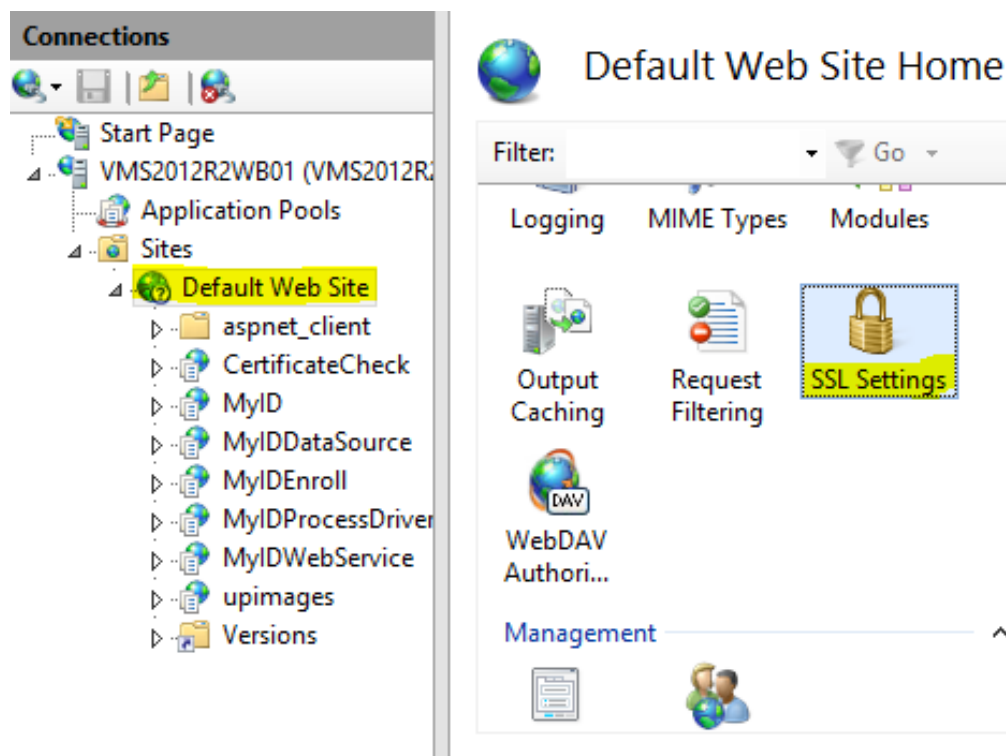 Connections
Start Page
VMS2012R2WB01 (VMS2012R2
Application Pools
Sites
Default Web Site
aspnet_client
CertificateCheck
MyID
MyIDDataSource
MyIDEnroll
MyIDProcessDriver
MyIDWebService
upimages
Versions
Default Web Site Home
Filter:
Go
Logging
MIME Types
Modules
Output
Caching
Request
Filtering
SSL Settings
DAV
WebDAV
Authori...
Management